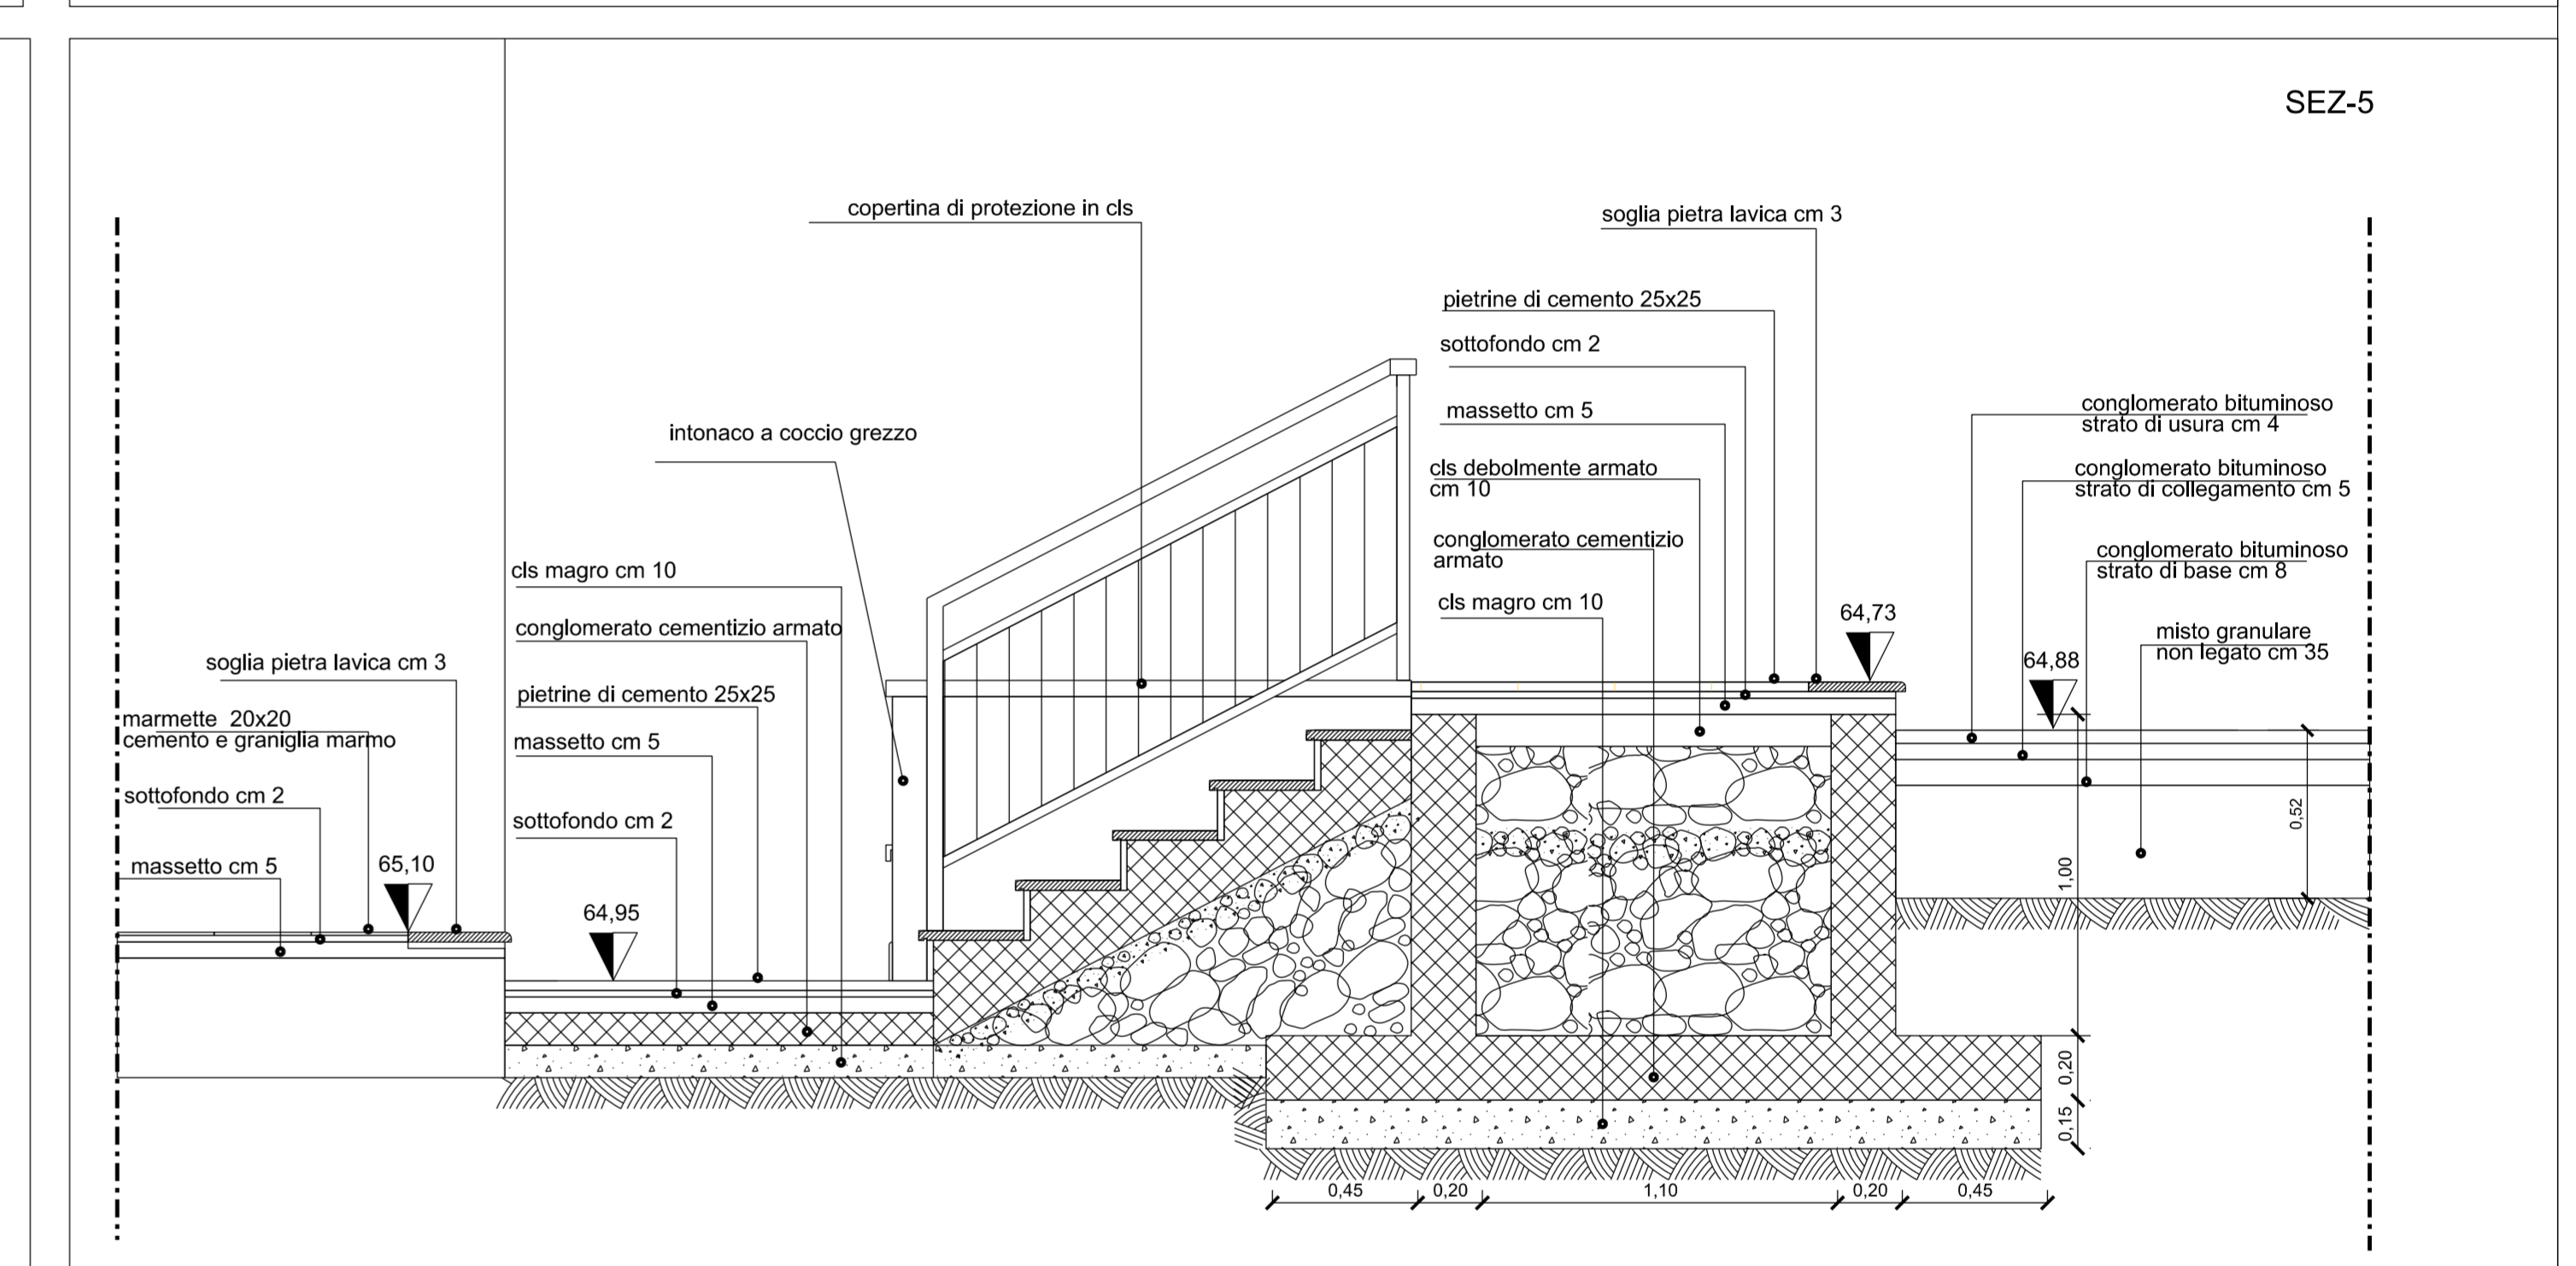 SEZ-5
copertina di protezione in cls
soglia pietra lavica cm 3
pietrine di cemento 25x25
sottofondo cm 2
massetto cm 5
cls debolmente armato
cm 10
conglomerato cementizio
armato
cls magro cm 10
64,73
conglomerato bituminoso
strato di usura cm 4
conglomerato bituminoso
strato di collegamento cm 5
conglomerato bituminoso
strato di base cm 8
misto granulare
non legato cm 35
64,88
intonaco a coccio grezzo
cls magro cm 10
conglomerato cementizio armato
pietrine di cemento 25x25
massetto cm 5
sottofondo cm 2
64,95
soglia pietra lavica cm 3
marmette 20x20
cemento e graniglia marmo
sottofondo cm 2
massetto cm 5
65,10
0,52
1,00
0,20
0,15
0,45
0,20
1,10
0,20
0,45